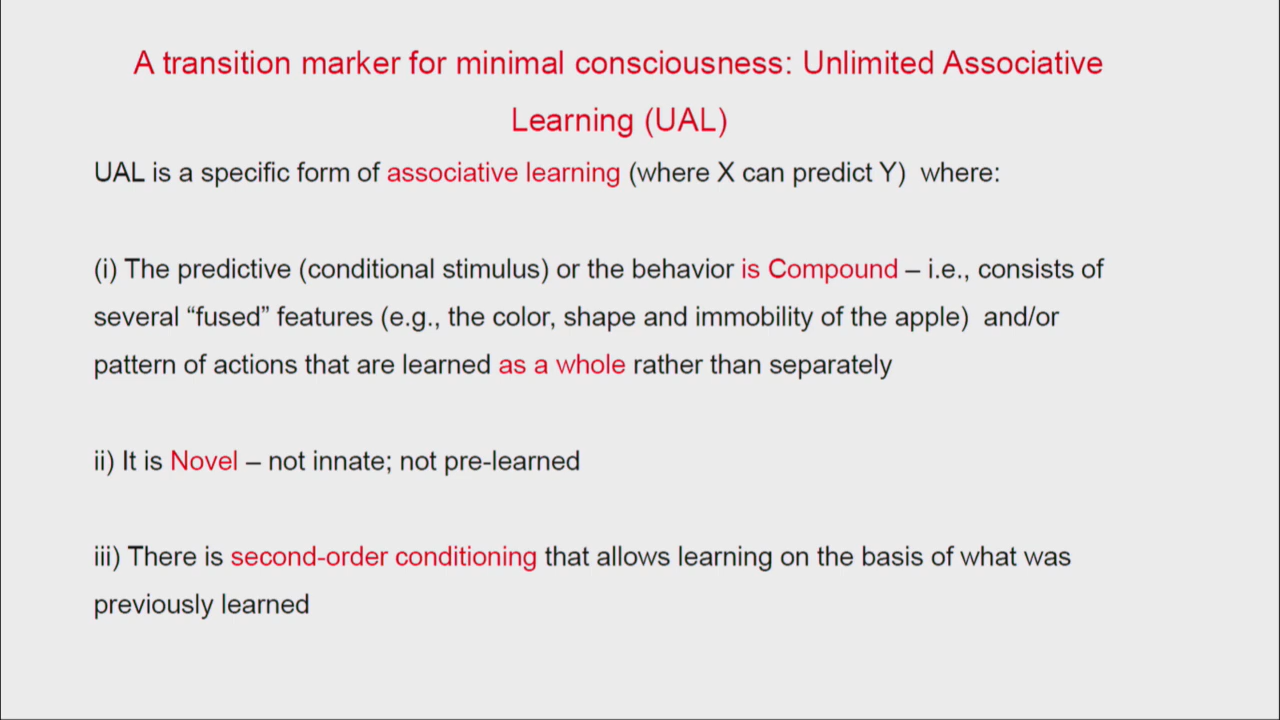 A transition marker for minimal consciousness: Unlimited Associative
Learning (UAL)
UAL is a specific form of associative learning (where X can predict Y)  where:
(i) The predictive (conditional stimulus) or the behavior is Compound – i.e., consists of
several “fused” features (e.g., the color, shape and immobility of the apple)  and/or
pattern of actions that are learned as a whole rather than separately
ii) It is Novel – not innate; not pre-learned
iii) There is second-order conditioning that allows learning on the basis of what was
previously learned